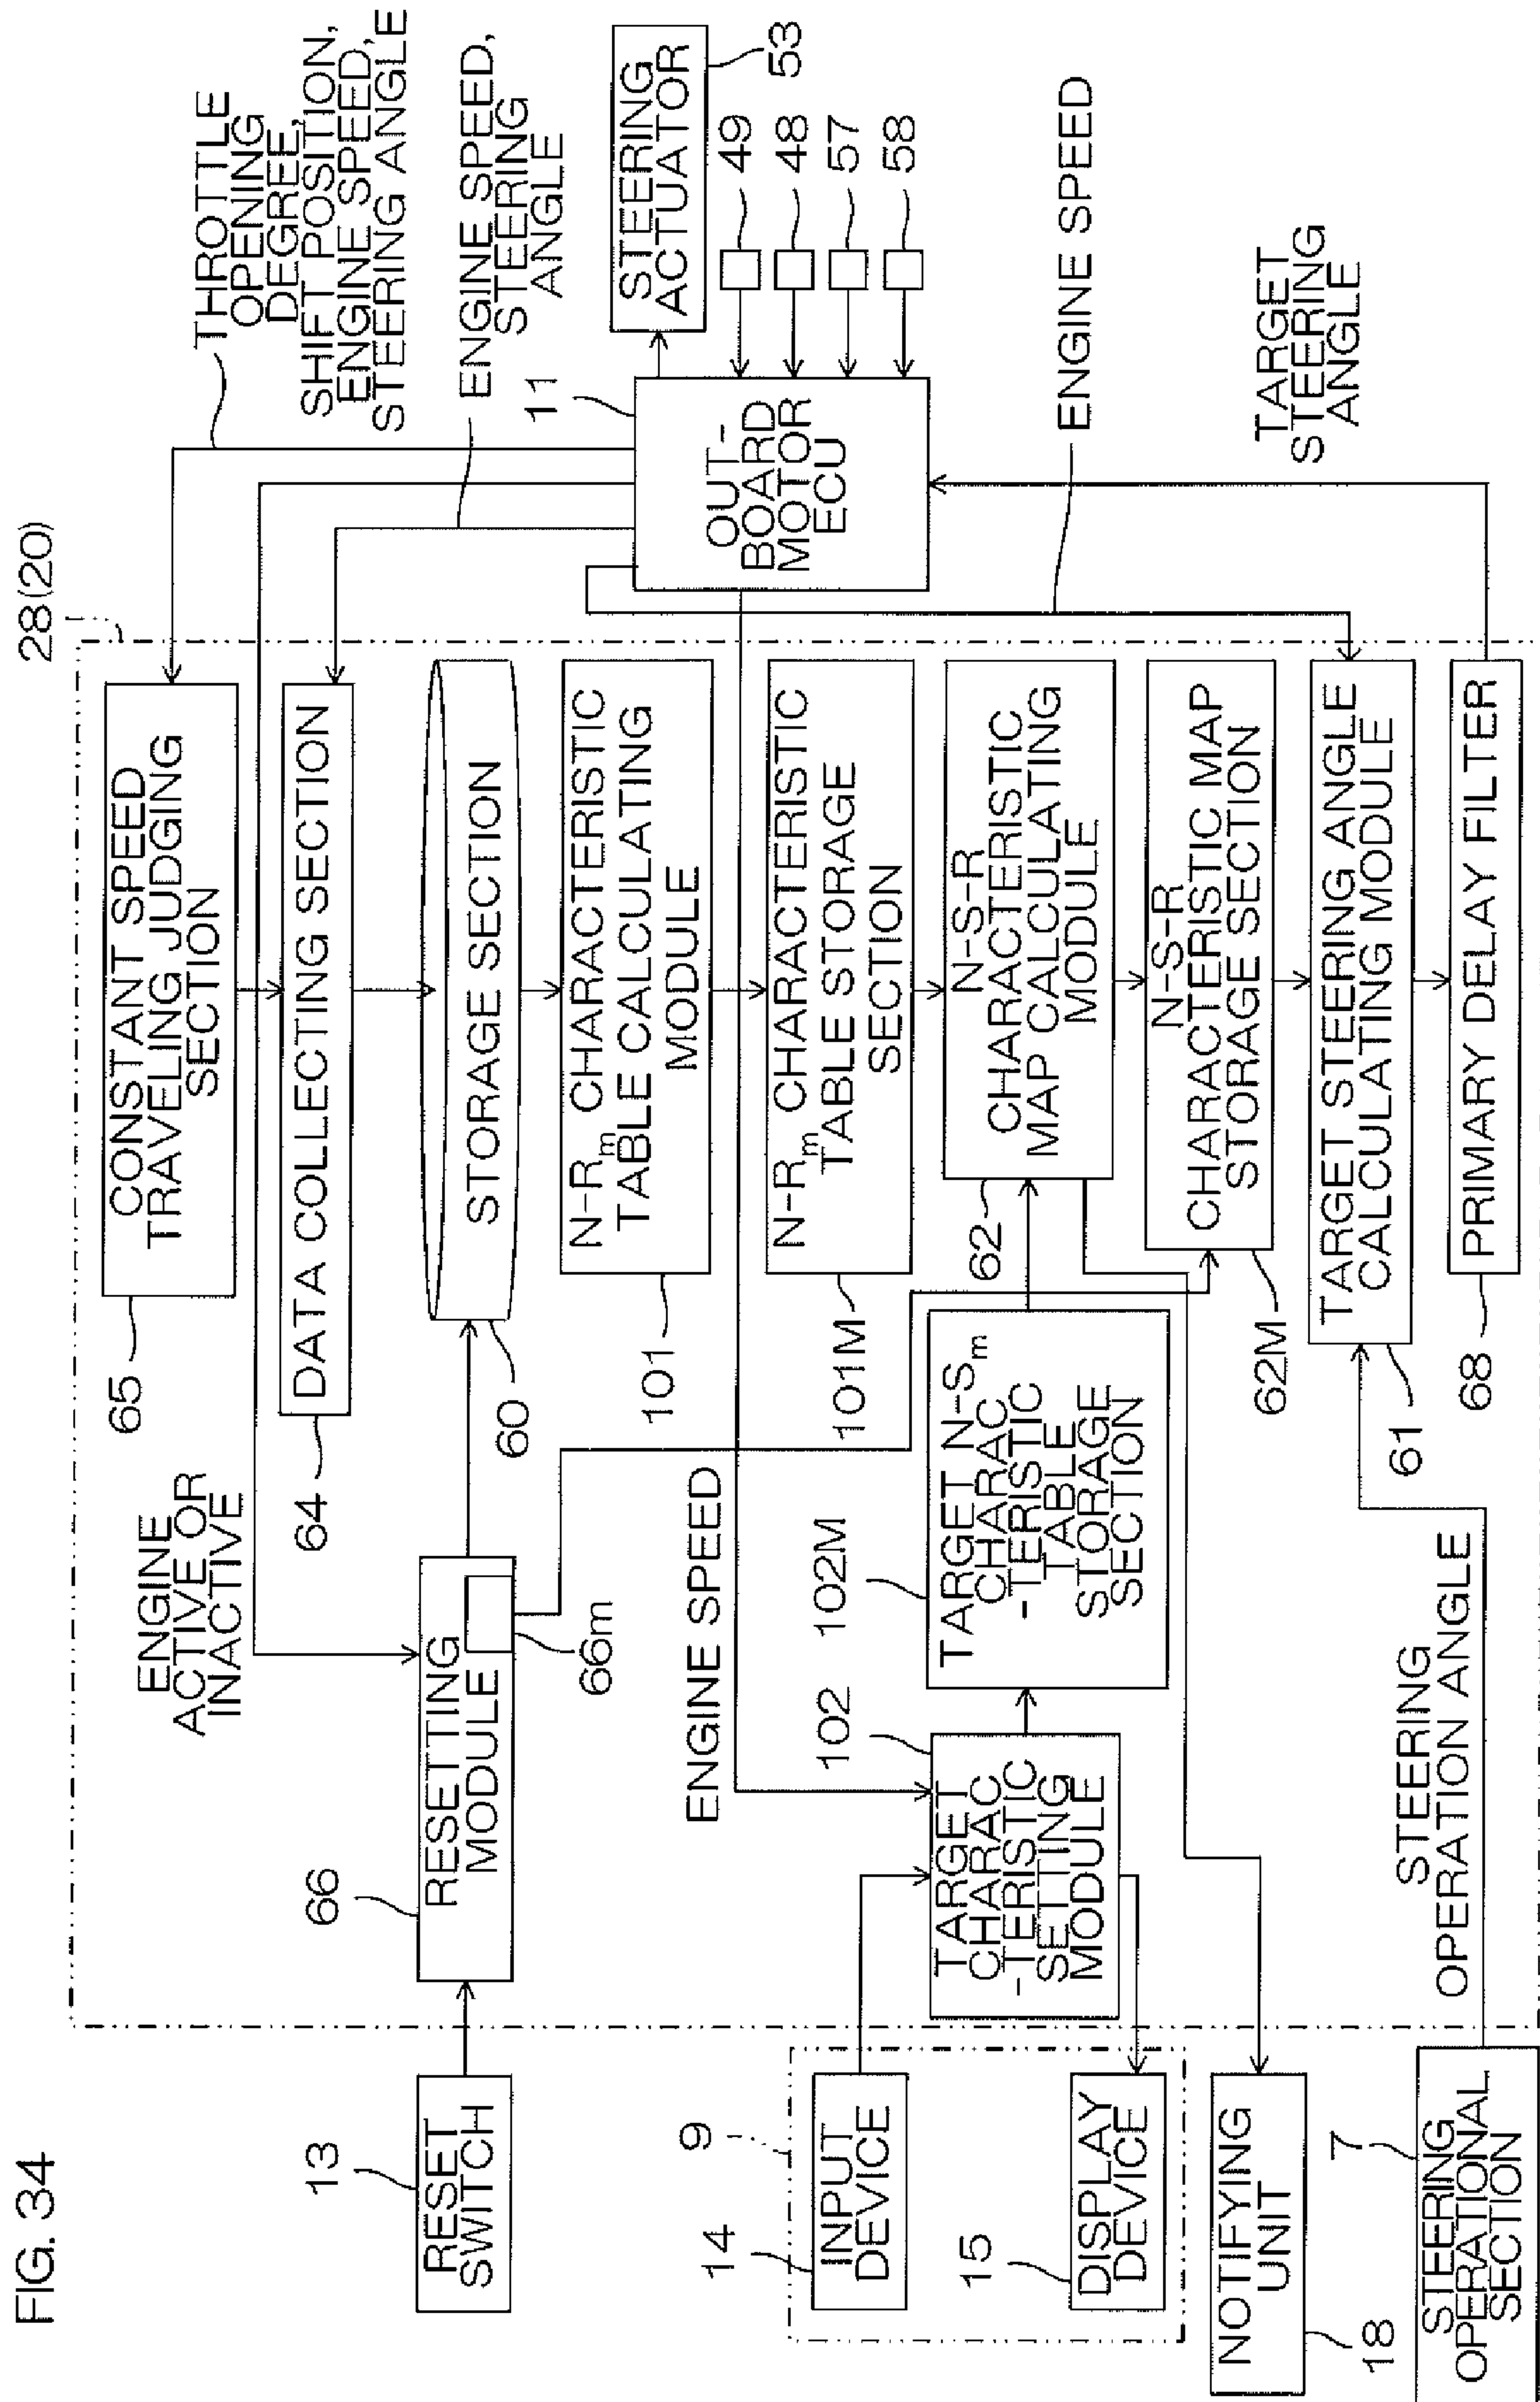 FIG. 34
28(20)
CONSTANT SPEED
TRAVELING JUDGING
SECTION
65
THROTTLE
OPENING
DEGREE,
SHIFT POSITION,
ENGINE SPEED,
STEERING ANGLE
ENGINE
ACTIVE OR
INACTIVE
DATA COLLECTING SECTION
64
ENGINE SPEED,
STEERING
ANGLE
13
RESET
SWITCH
66
RESETTING
MODULE
66m
STORAGE SECTION
60
11
STEERING
ACTUATOR
53
N-Rm CHARACTERISTIC
TABLE CALCULATING
MODULE
101
OUT-
BOARD
MOTOR
ECU
49
48
57
58
ENGINE SPEED
N-Rm CHARACTERISTIC
TABLE STORAGE
SECTION
101M
9
14
INPUT
DEVICE
15
DISPLAY
DEVICE
102
TARGET
CHARAC
-TERISTIC
SETTING
MODULE
102M
TARGET N-Sm
CHARAC
-TERISTIC
TABLE
STORAGE
SECTION
62
N-S-R
CHARACTERISTIC
MAP CALCULATING
MODULE
ENGINE SPEED
N-S-R
CHARACTERISTIC MAP
STORAGE SECTION
62M
NOTIFYING
UNIT
18
TARGET STEERING ANGLE
CALCULATING MODULE
61
TARGET
STEERING
ANGLE
7
STEERING
OPERATIONAL
SECTION
STEERING
OPERATION ANGLE
PRIMARY DELAY FILTER
68